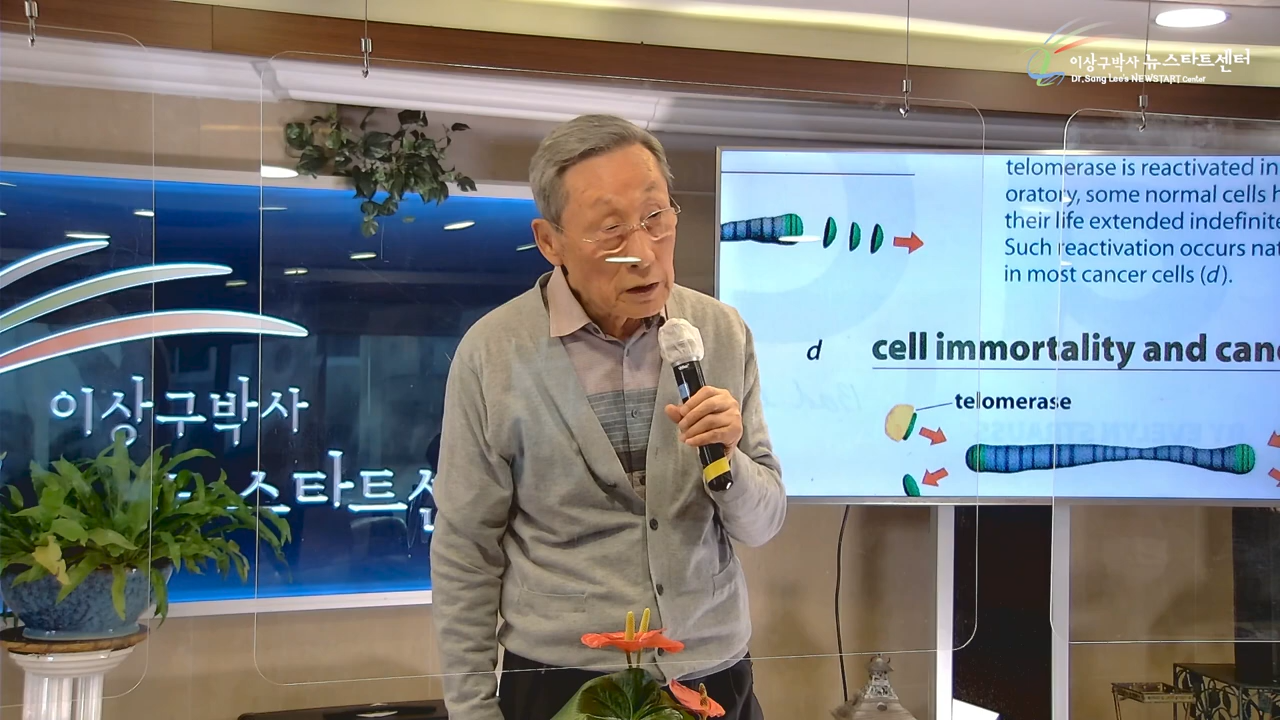 이상구박사 뉴스타트센터
Dr. Sang Lee's NEWSTART Center
이상구박사
스타트센
telomerase is reactivated in
oratory, some normal cells h
their life extended indefinite
Such reactivation occurs nat
in most cancer cells (d).
d cell immortality and canc
telomerase